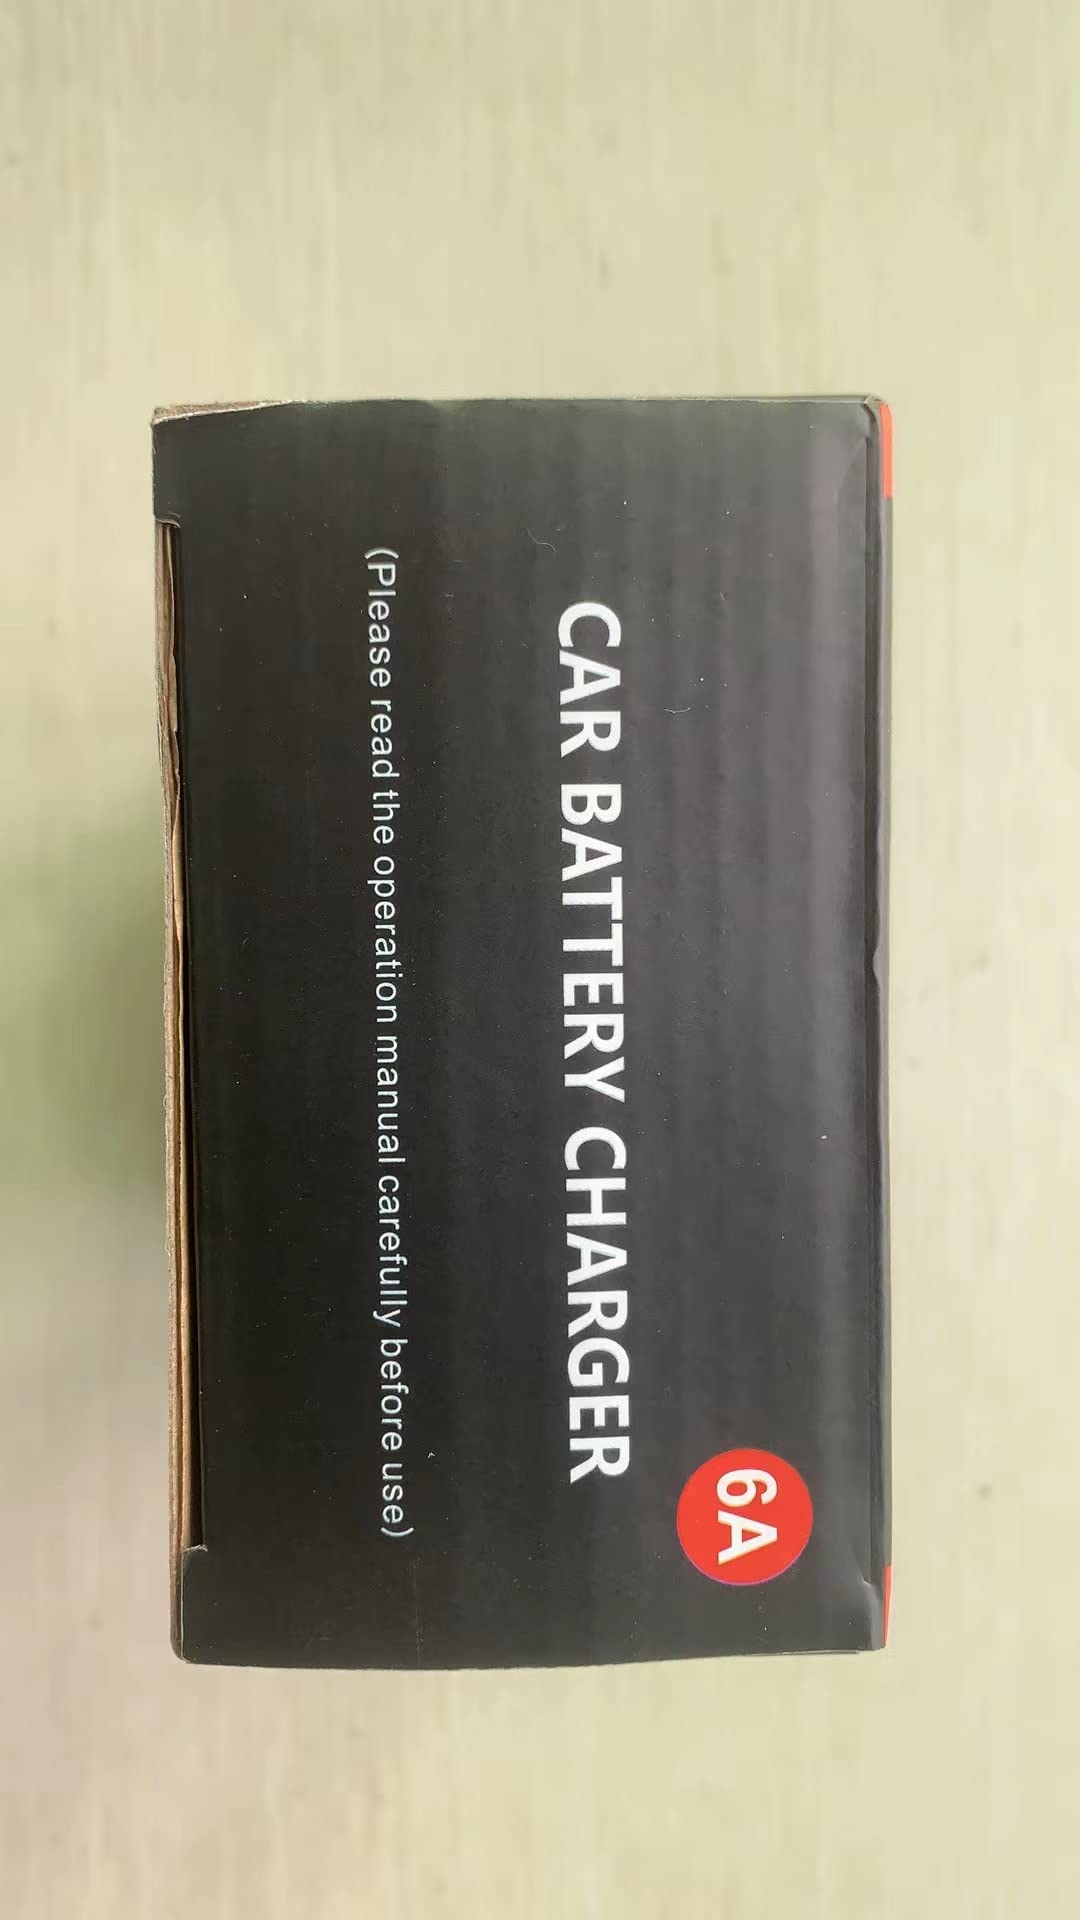 6A
CAR BATTERY CHARGER
(Please read the operation manual carefully before use)